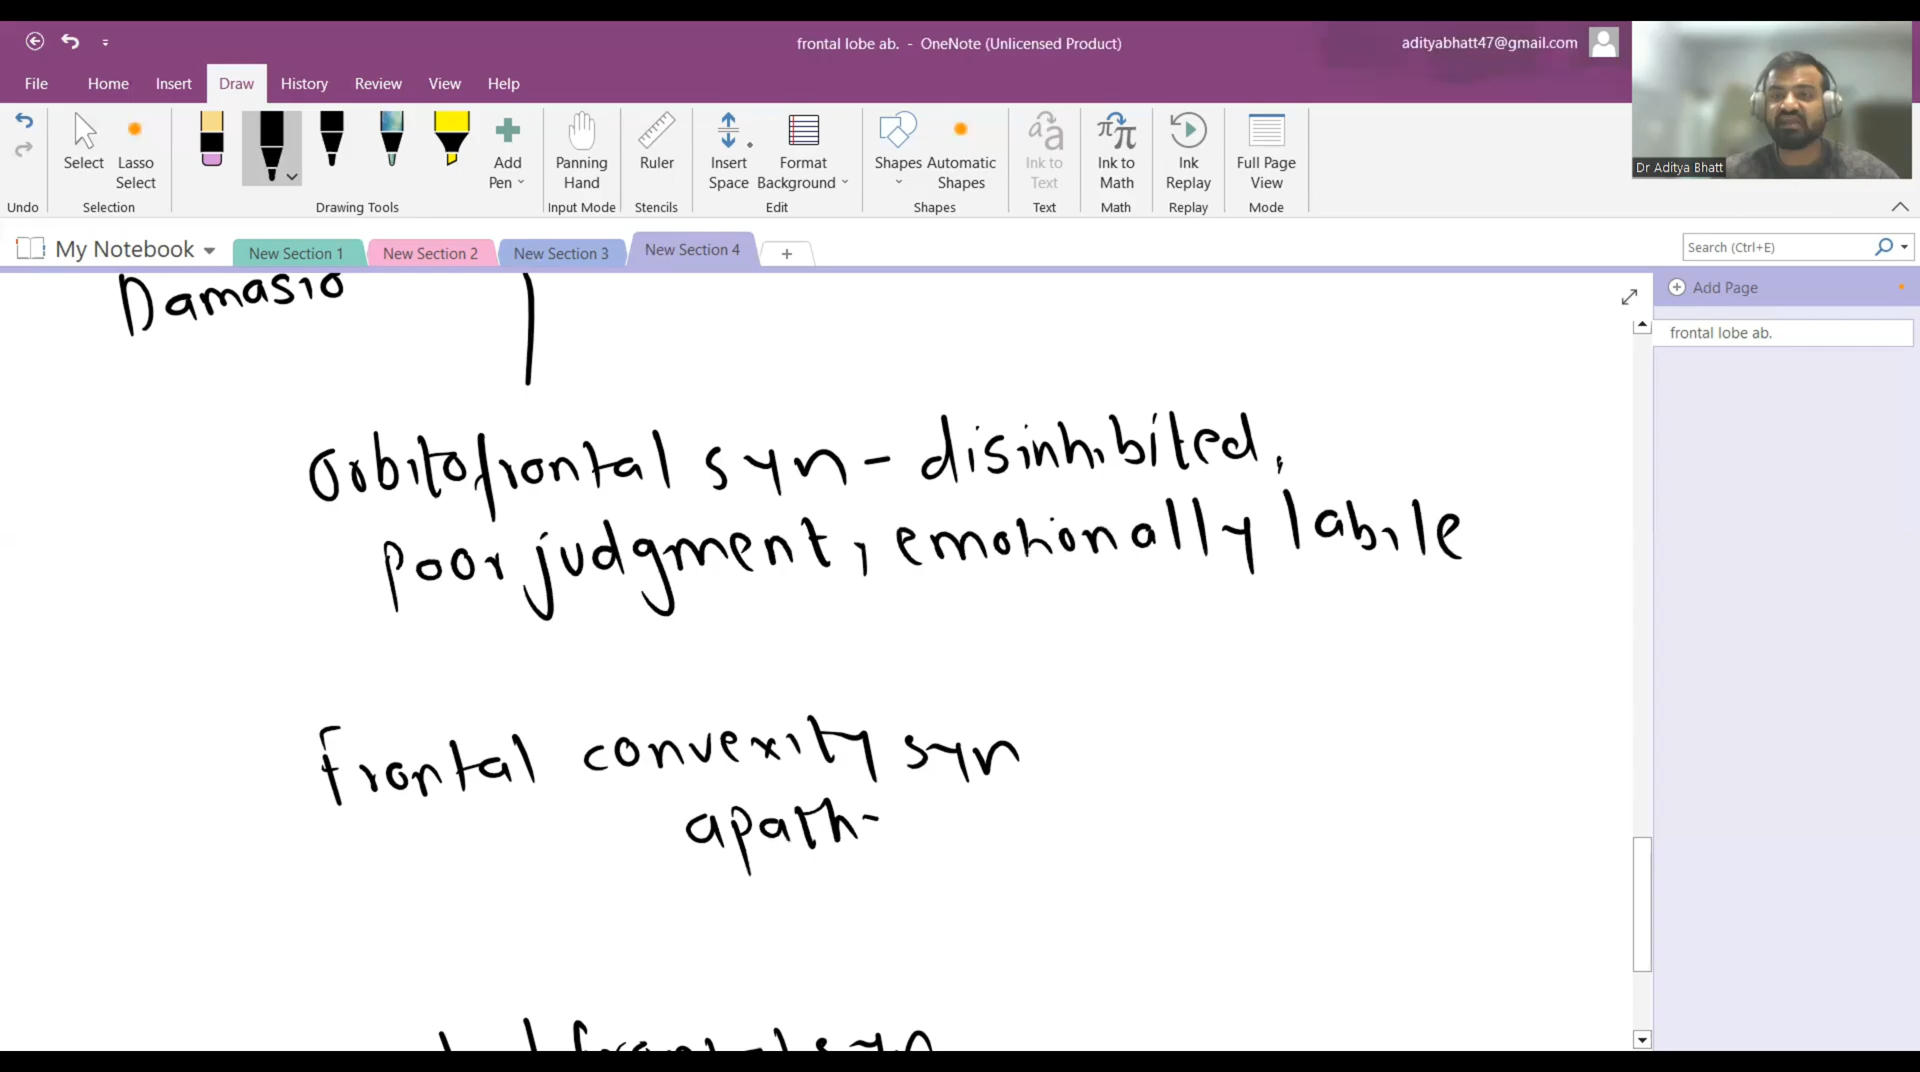 frontal lobe ab. - OneNote (Unlicensed Product)
adityabhatt47@gmail.com
File Home Insert Draw History Review View Help
Dr Aditya Bhatt
Select
Lasso Select
Add Pen
Panning Hand
Ruler
Insert Space
Format Background
Shapes
Automatic Shapes
Ink to Text
Ink to Math
Ink Replay
Full Page View
Undo Selection Drawing Tools Input Mode Stencils Edit Shapes Text Math Replay Mode
My Notebook New Section 1 New Section 2 New Section 3 New Section 4 +
Search (Ctrl+E)
Add Page
frontal lobe ab.
Damasio
Orbitofrontal syn - disinhibited,
poor judgment, emotionally labile
Frontal convexity syn
apath-
frontal syn